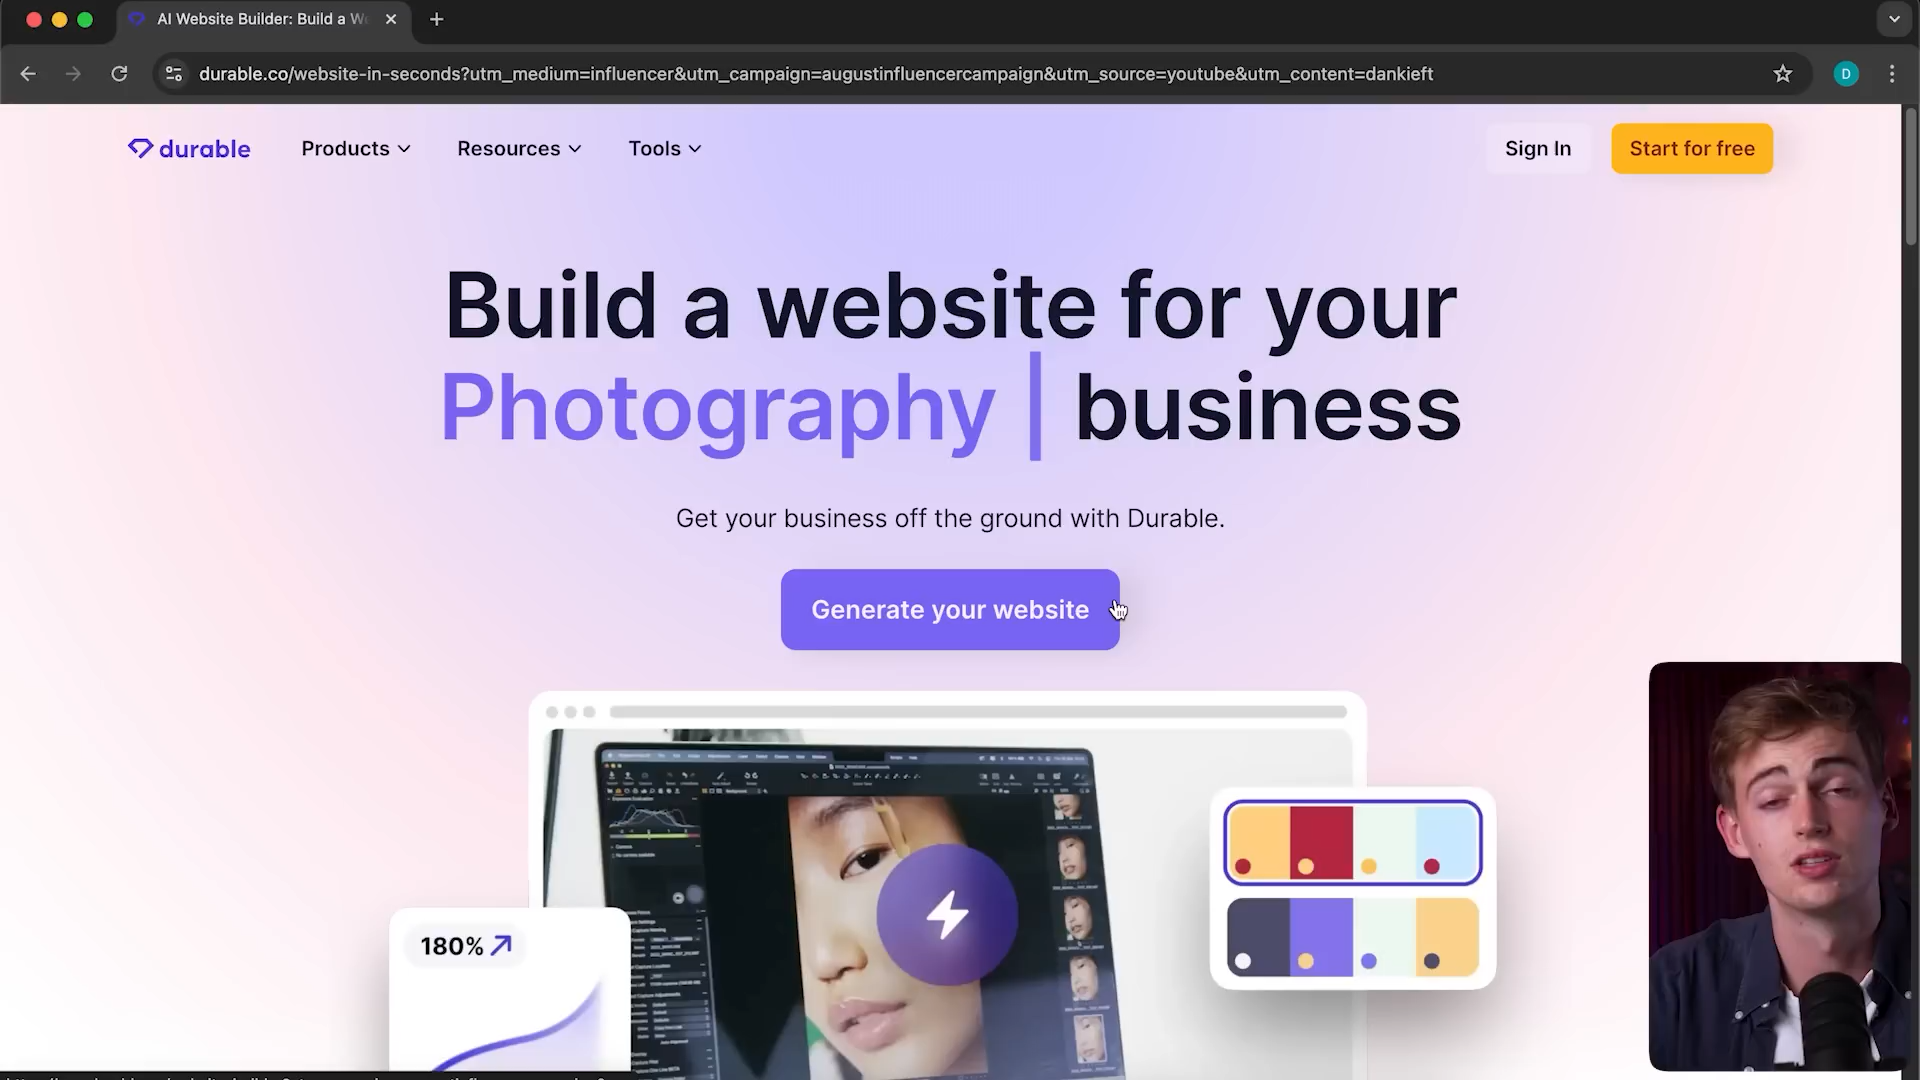 AI Website Builder: Build a We
durable.co/website-in-seconds?utm_medium=influencer&utm_campaign=augustinfluencercampaign&utm_source=youtube&utm_content=dankieft
D
durable
Products
Resources
Tools
Sign In
Start for free
Build a website for your
Photography | business
Get your business off the ground with Durable.
Generate your website
180%